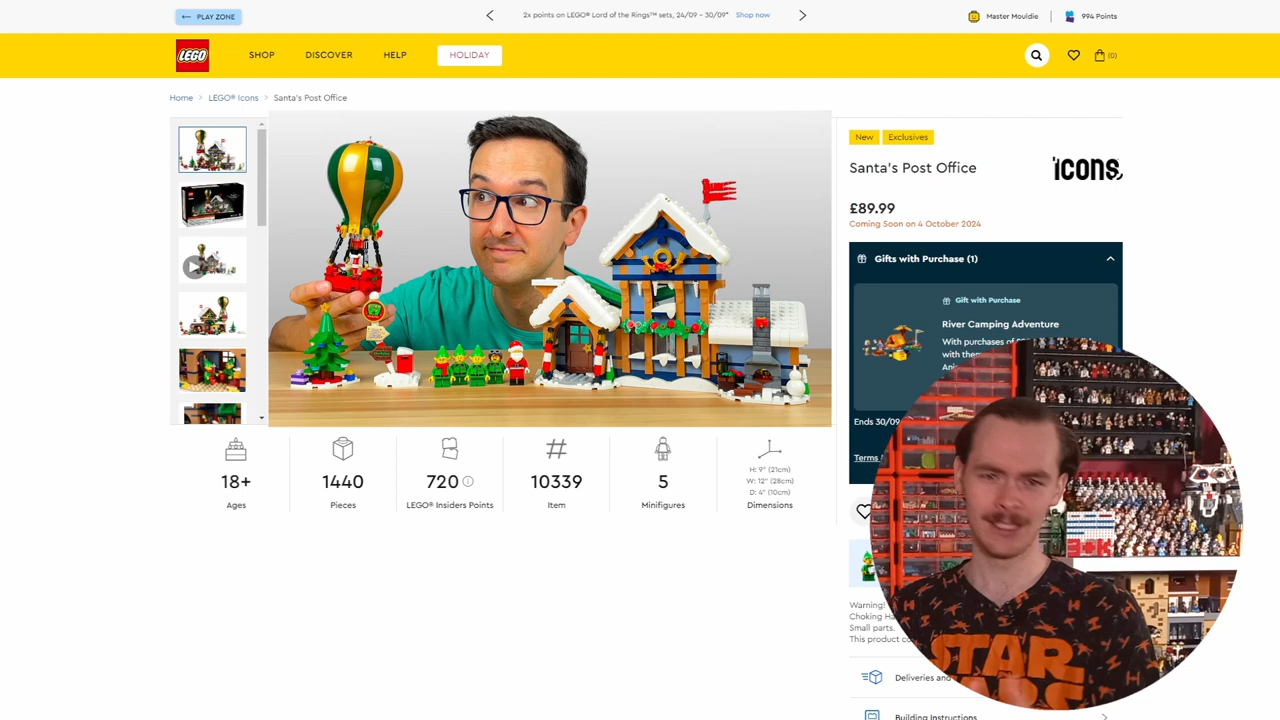 PLAY ZONE
2x points on LEGO® Lord of the Rings™ sets, 24/09 – 30/09* Shop now
Master Mouldie
994 Points
LEGO
SHOP
DISCOVER
HELP
HOLIDAY
(0)
Home > LEGO® Icons > Santa's Post Office
New
Exclusives
Santa's Post Office
icons
£89.99
Coming Soon on 4 October 2024
Gifts with Purchase (1)
Gift with Purchase
River Camping Adventure
With purchases of
with them
Ani
Ends 30/09
Terms
18+
Ages
1440
Pieces
720
LEGO® Insiders Points
10339
Item
5
Minifigures
H: 9" (21cm)
W: 12" (28cm)
D: 4" (10cm)
Dimensions
Warning!
Choking Ha
Small parts.
This product co
Deliveries and
Building Instructions
STAR
WARS